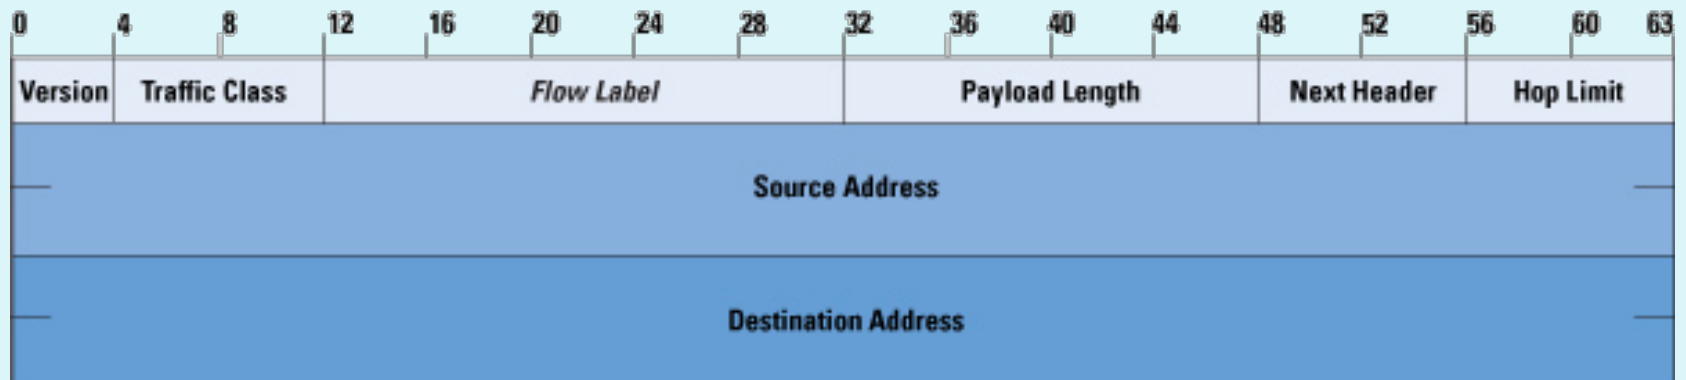 0 4 8 12 16 20 24 28 32 36 40 44 48 52 56 60 63
Version Traffic Class Flow Label Payload Length Next Header Hop Limit
Source Address
Destination Address